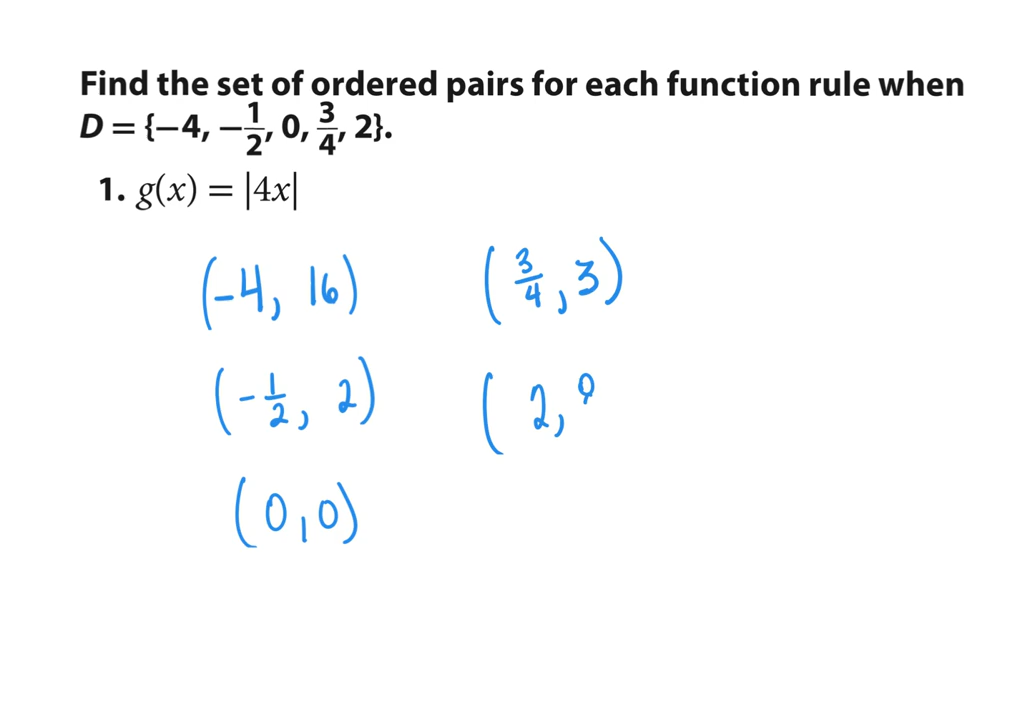 Find the set of ordered pairs for each function rule when
D = {−4, −1/2, 0, 3/4, 2}.
1. g(x) = |4x|
(-4, 16) (3/4, 3)
(-1/2, 2) (2,
(0,0)